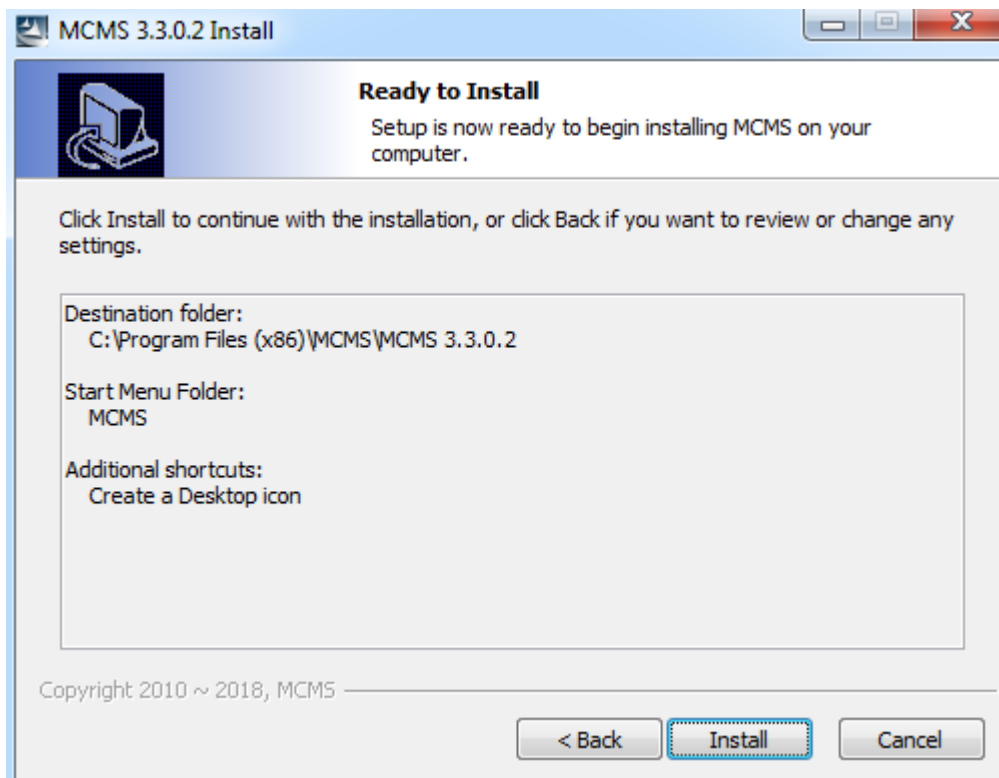 MCMS 3.3.0.2 Install
Ready to Install
Setup is now ready to begin installing MCMS on your
computer.
Click Install to continue with the installation, or click Back if you want to review or change any
settings.
Destination folder:
C:\Program Files (x86)\MCMS\MCMS 3.3.0.2
Start Menu Folder:
MCMS
Additional shortcuts:
Create a Desktop icon
Copyright 2010 ~ 2018, MCMS
< Back Install Cancel